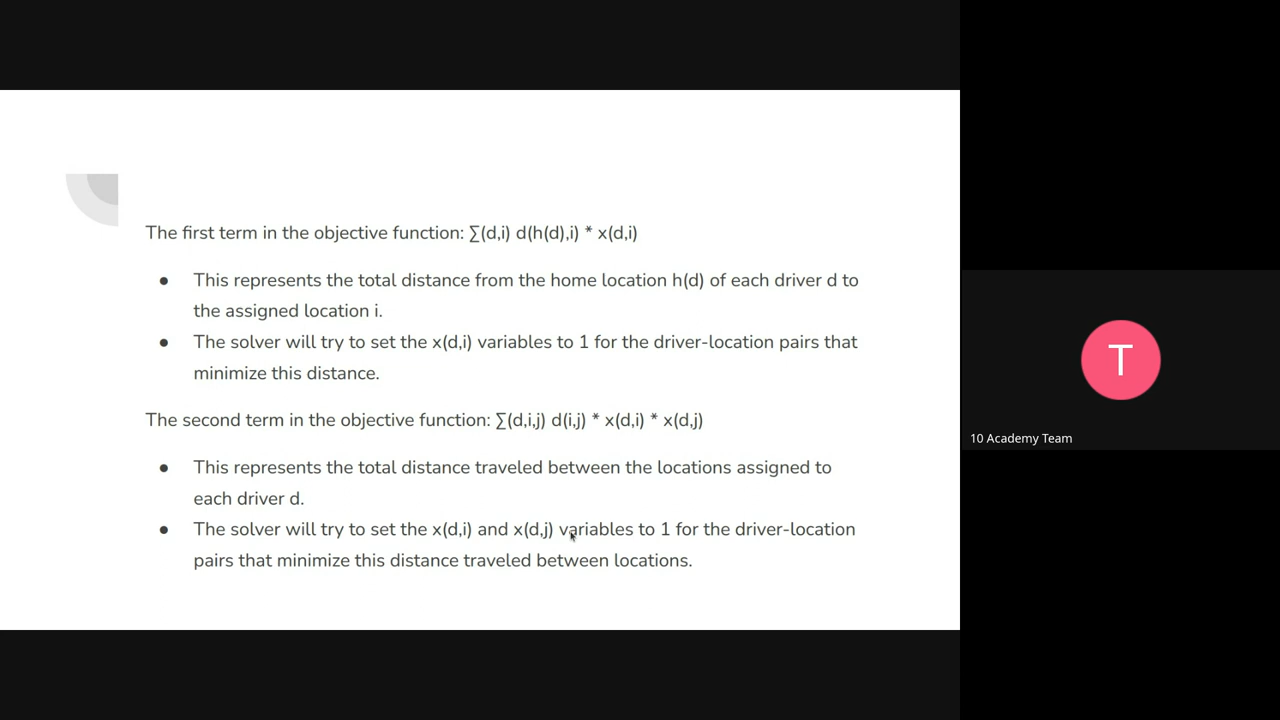 The first term in the objective function: ∑(d,i) d(h(d),i) * x(d,i)
● This represents the total distance from the home location h(d) of each driver d to
the assigned location i.
● The solver will try to set the x(d,i) variables to 1 for the driver-location pairs that
minimize this distance.
The second term in the objective function: ∑(d,i,j) d(i,j) * x(d,i) * x(d,j)
● This represents the total distance traveled between the locations assigned to
each driver d.
● The solver will try to set the x(d,i) and x(d,j) variables to 1 for the driver-location
pairs that minimize this distance traveled between locations.
T
10 Academy Team